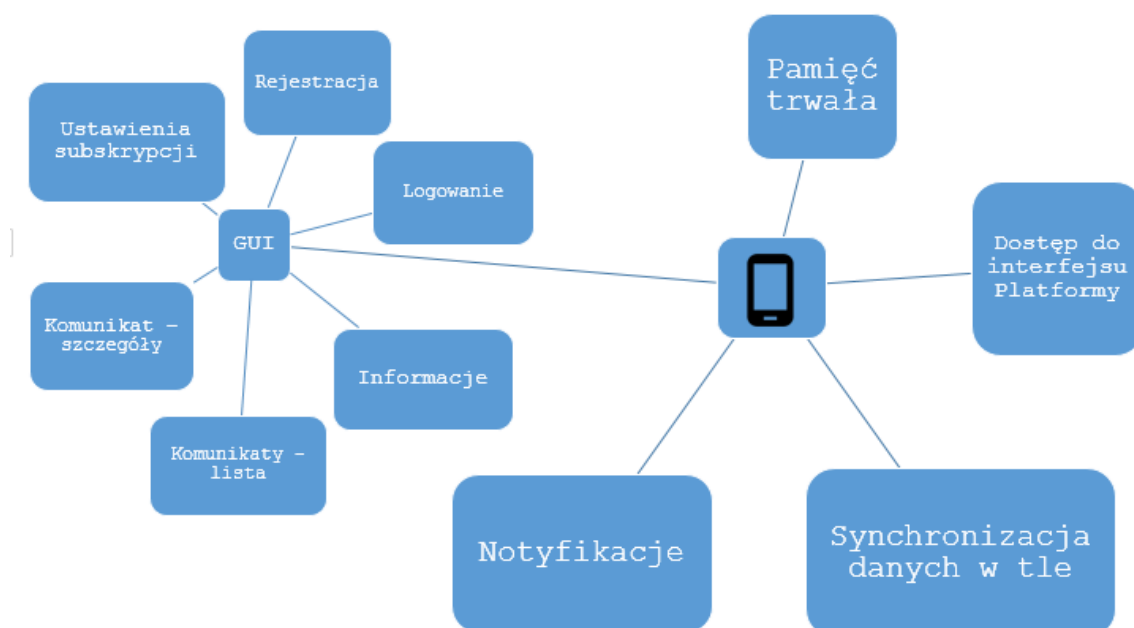 Rejestracja
Ustawienia
subskrypcji
Logowanie
GUI
Komunikat –
szczegóły
Informacje
Komunikaty –
lista
Pamięć
trwała
Dostęp do
interfejsu
Platformy
Notyfikacje
Synchronizacja
danych w tle